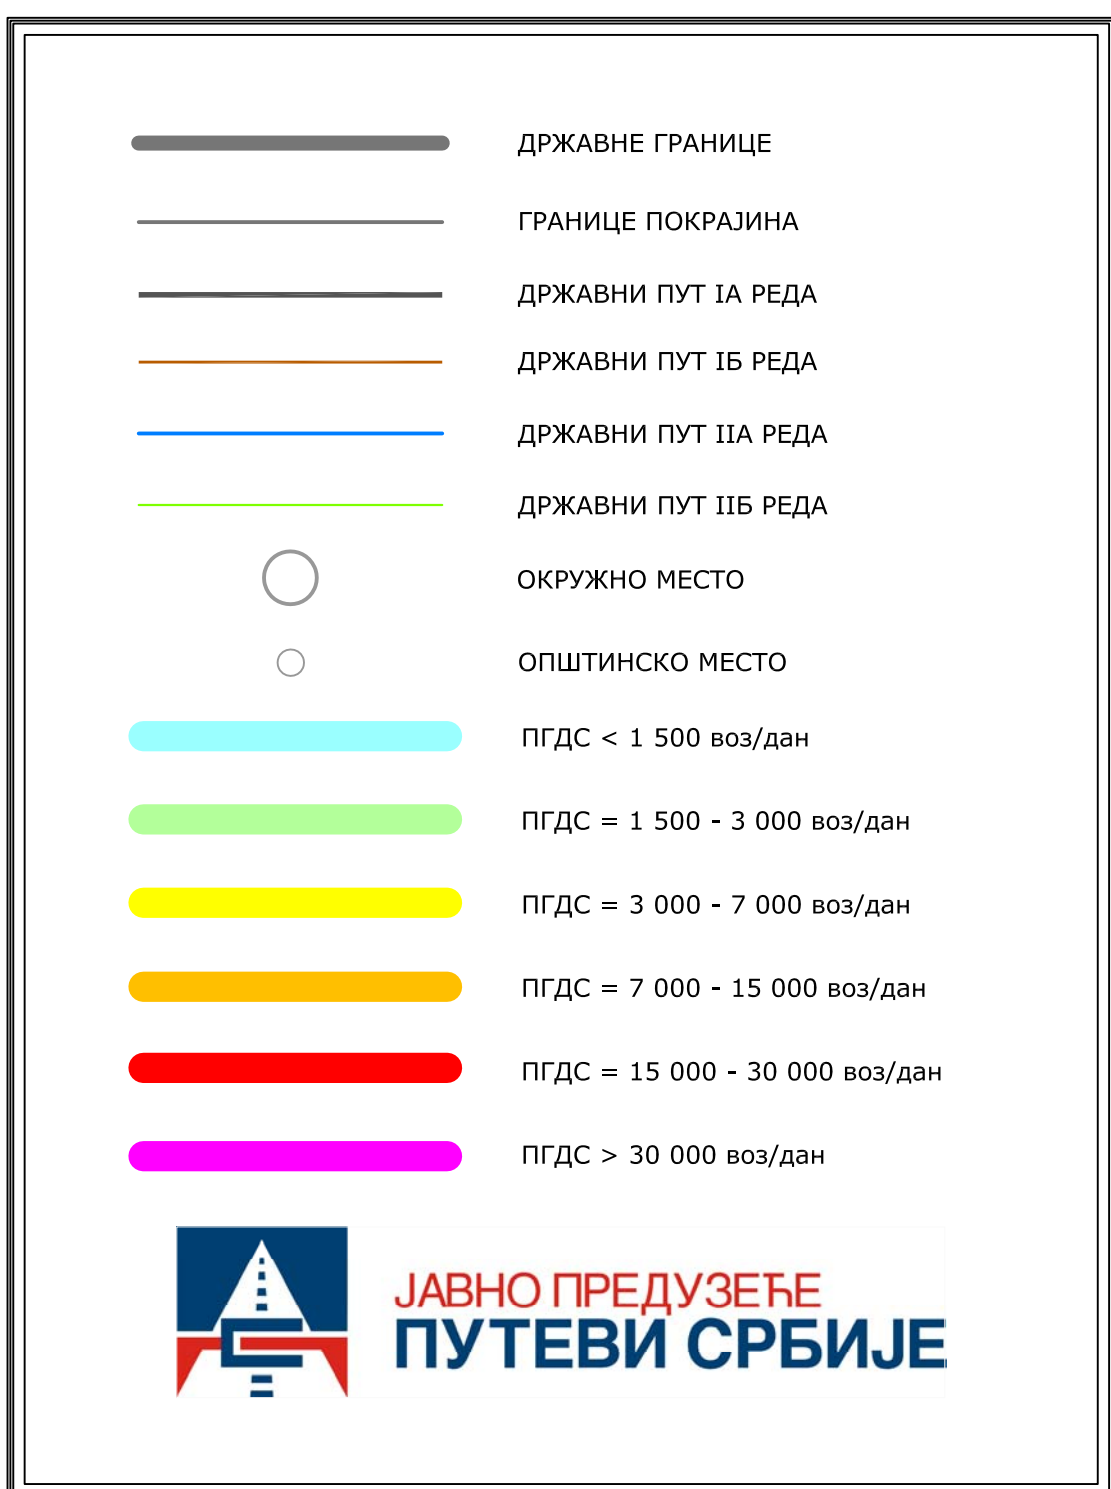 ДРЖАВНЕ ГРАНИЦЕ
ГРАНИЦЕ ПОКРАЈИНА
ДРЖАВНИ ПУТ IА РЕДА
ДРЖАВНИ ПУТ IБ РЕДА
ДРЖАВНИ ПУТ IIА РЕДА
ДРЖАВНИ ПУТ IIБ РЕДА
ОКРУЖНО МЕСТО
ОПШТИНСКО МЕСТО
ПГДС < 1 500 воз/дан
ПГДС = 1 500 - 3 000 воз/дан
ПГДС = 3 000 - 7 000 воз/дан
ПГДС = 7 000 - 15 000 воз/дан
ПГДС = 15 000 - 30 000 воз/дан
ПГДС > 30 000 воз/дан
ЈАВНО ПРЕДУЗЕЋЕ
ПУТЕВИ СРБИЈЕ